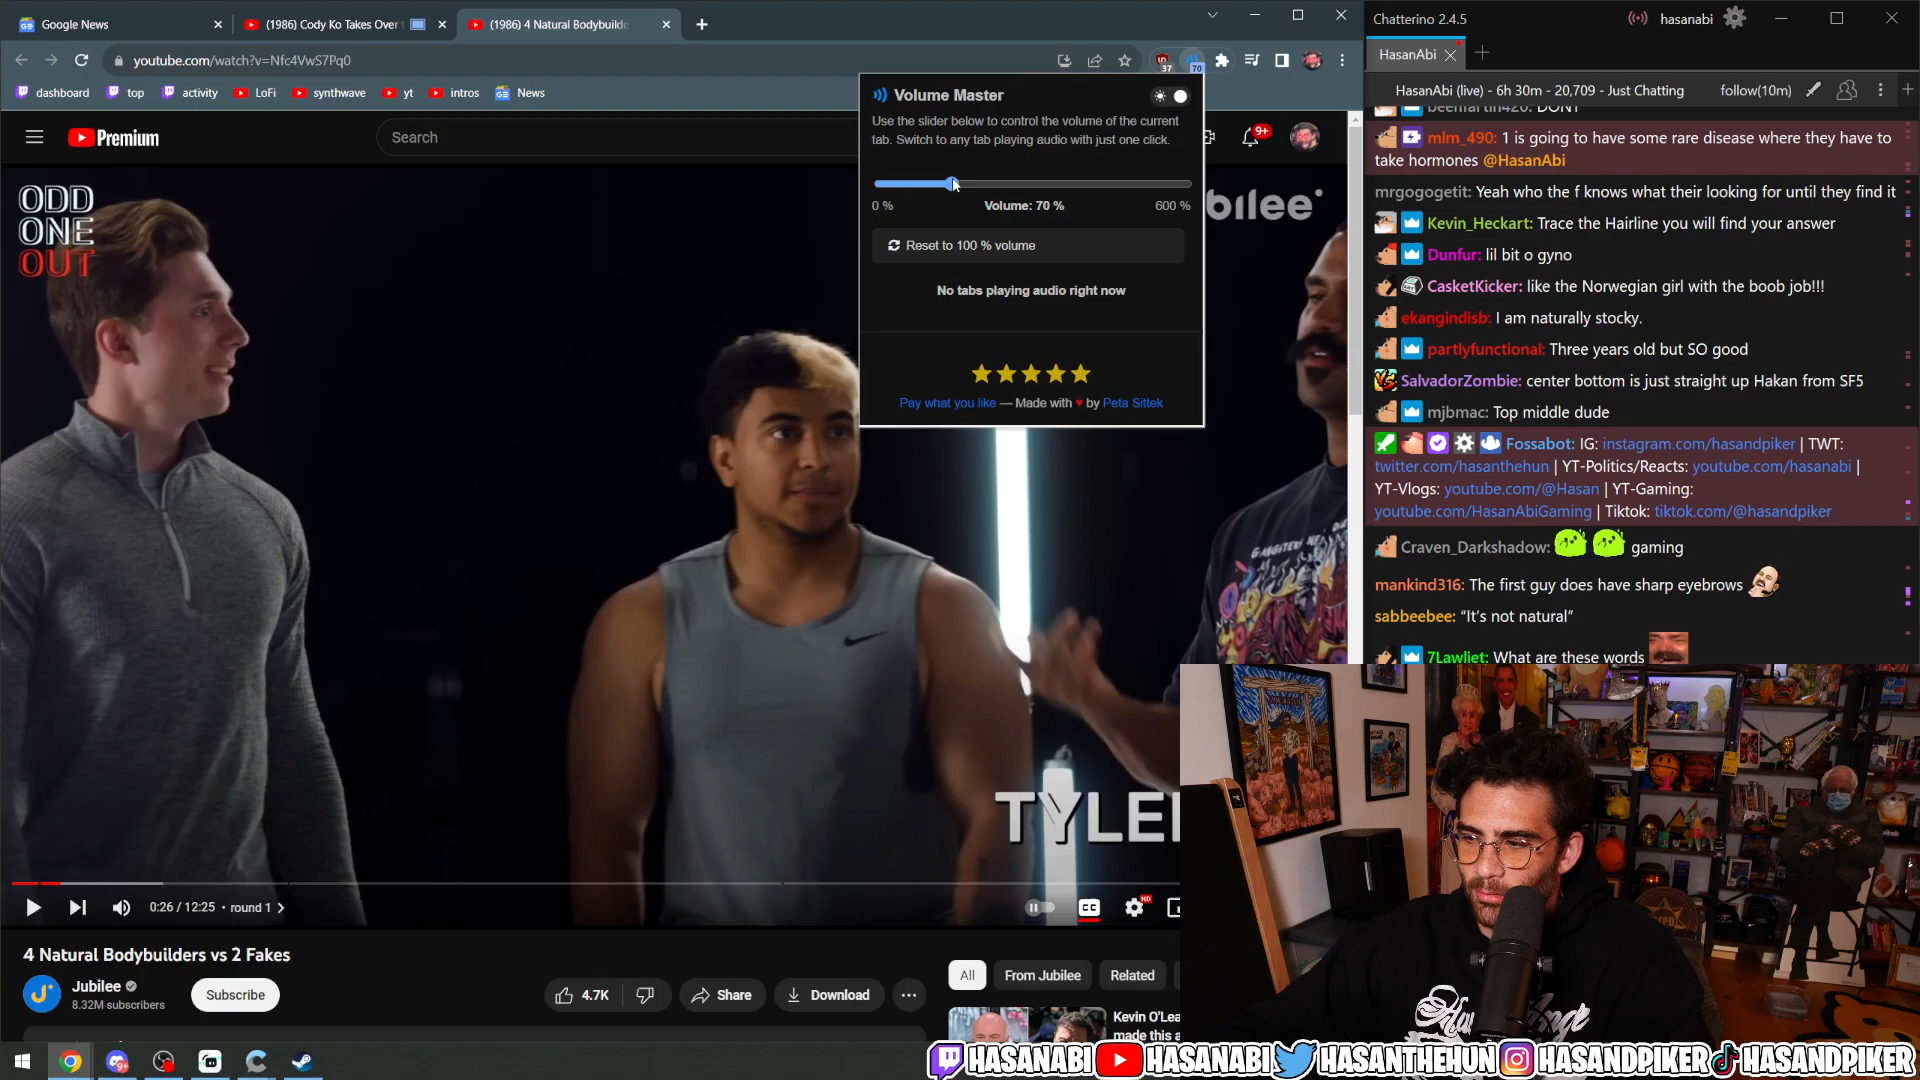 Google News
(1986) Cody Ko Takes Over
(1986) 4 Natural Bodybuilde
youtube.com/watch?v=Nfc4VwS7Pq0
37
70
dashboard
top
activity
LoFi
synthwave
yt
intros
News
Premium
Search
9+
Volume Master
Use the slider below to control the volume of the current
tab. Switch to any tab playing audio with just one click.
0 %
Volume: 70 %
600 %
Reset to 100 % volume
No tabs playing audio right now
Pay what you like — Made with ♥ by Peta Sittek
ODD
ONE
OUT
bilee
TYLE
0:26 / 12:25 • round 1
CC
HD
4 Natural Bodybuilders vs 2 Fakes
Jubilee
8.32M subscribers
Subscribe
4.7K
Share
Download
All
From Jubilee
Related
Kevin O'Lea
made this a
Chatterino 2.4.5
hasanabi
HasanAbi
HasanAbi (live) - 6h 30m - 20,709 - Just Chatting
follow(10m)
mlm_490: 1 is going to have some rare disease where they have to
take hormones @HasanAbi
mrgogogetit: Yeah who the f knows what their looking for until they find it
Kevin_Heckart: Trace the Hairline you will find your answer
Dunfur: lil bit o gyno
CasketKicker: like the Norwegian girl with the boob job!!!
ekangindisb: I am naturally stocky.
partlyfunctional: Three years old but SO good
SalvadorZombie: center bottom is just straight up Hakan from SF5
mjbmac: Top middle dude
Fossabot: IG: instagram.com/hasandpiker | TWT:
twitter.com/hasanthehun | YT-Politics/Reacts: youtube.com/hasanabi |
YT-Vlogs: youtube.com/@Hasan | YT-Gaming:
youtube.com/HasanAbiGaming | Tiktok: tiktok.com/@hasandpiker
Craven_Darkshadow: gaming
mankind316: The first guy does have sharp eyebrows
sabbeebee: “It's not natural”
7Lawliet: What are these words
HASANABI
HASANABI
HASANTHEHUN
HASANDPIKER
HASANDPIKER